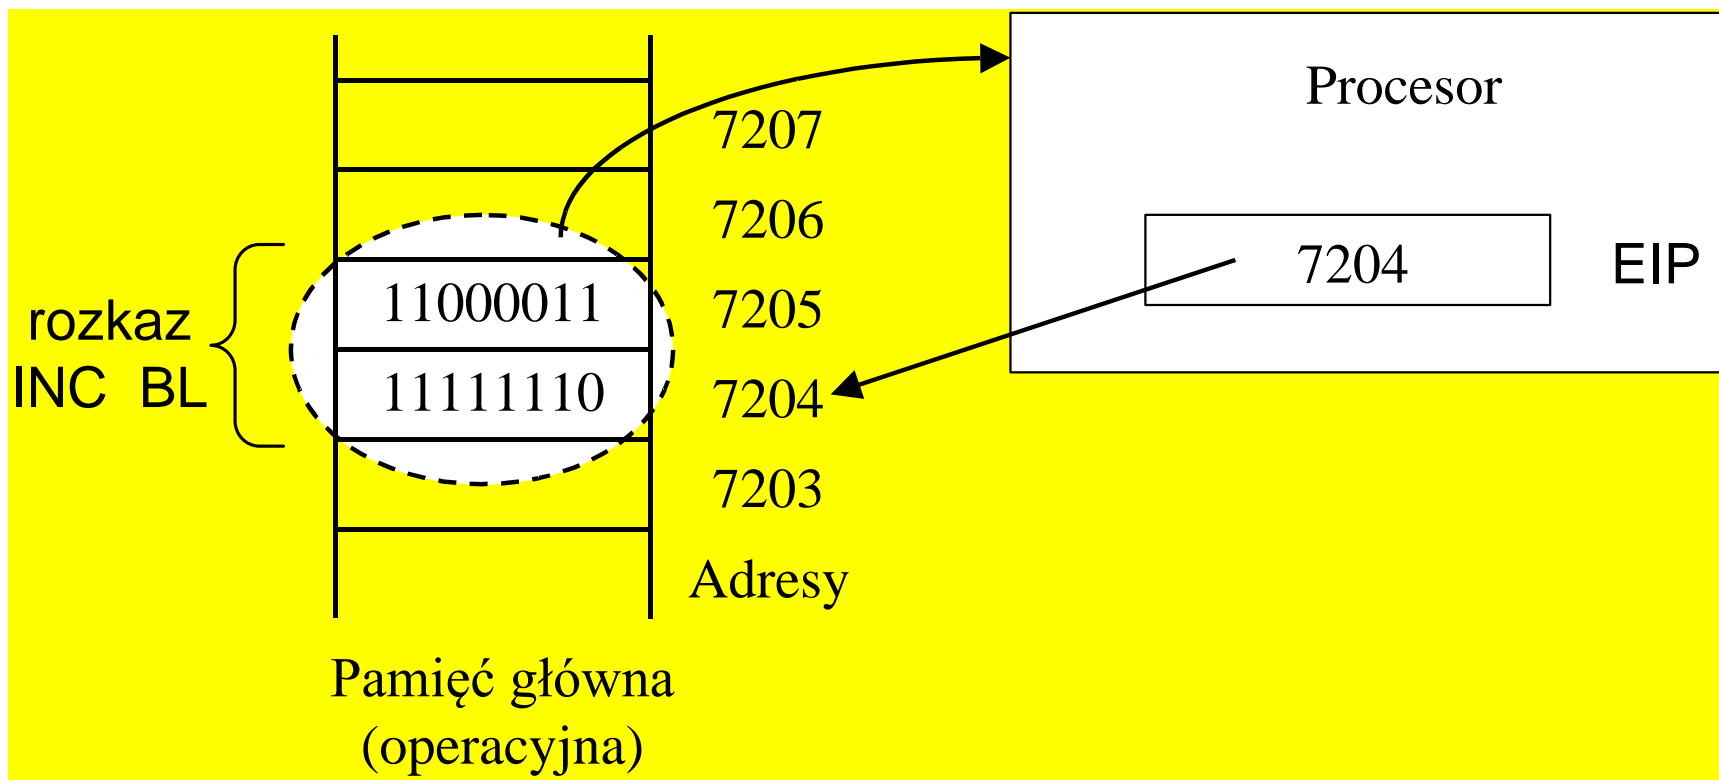 Procesor
7207
7206
7204 EIP
11000011 7205
rozkaz
INC BL
11111110 7204
7203
Adresy
Pamięć główna
(operacyjna)